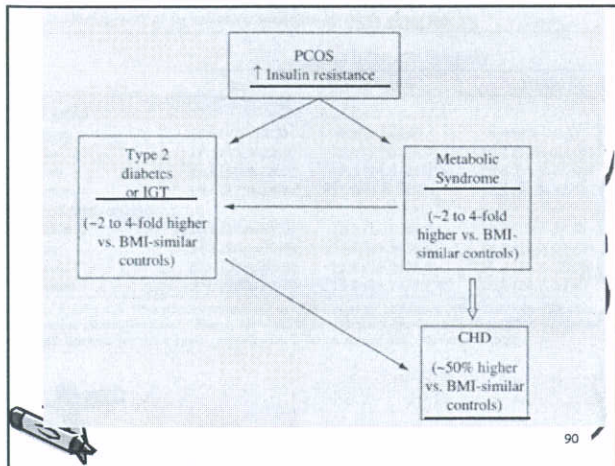 PCOS
↑ Insulin resistance
Type 2
diabetes
or IGT
(~2 to 4-fold higher
vs. BMI-similar
controls)
Metabolic
Syndrome
(~2 to 4-fold
higher vs. BMI-
similar controls)
CHD
(~50% higher
vs. BMI-similar
controls)
90